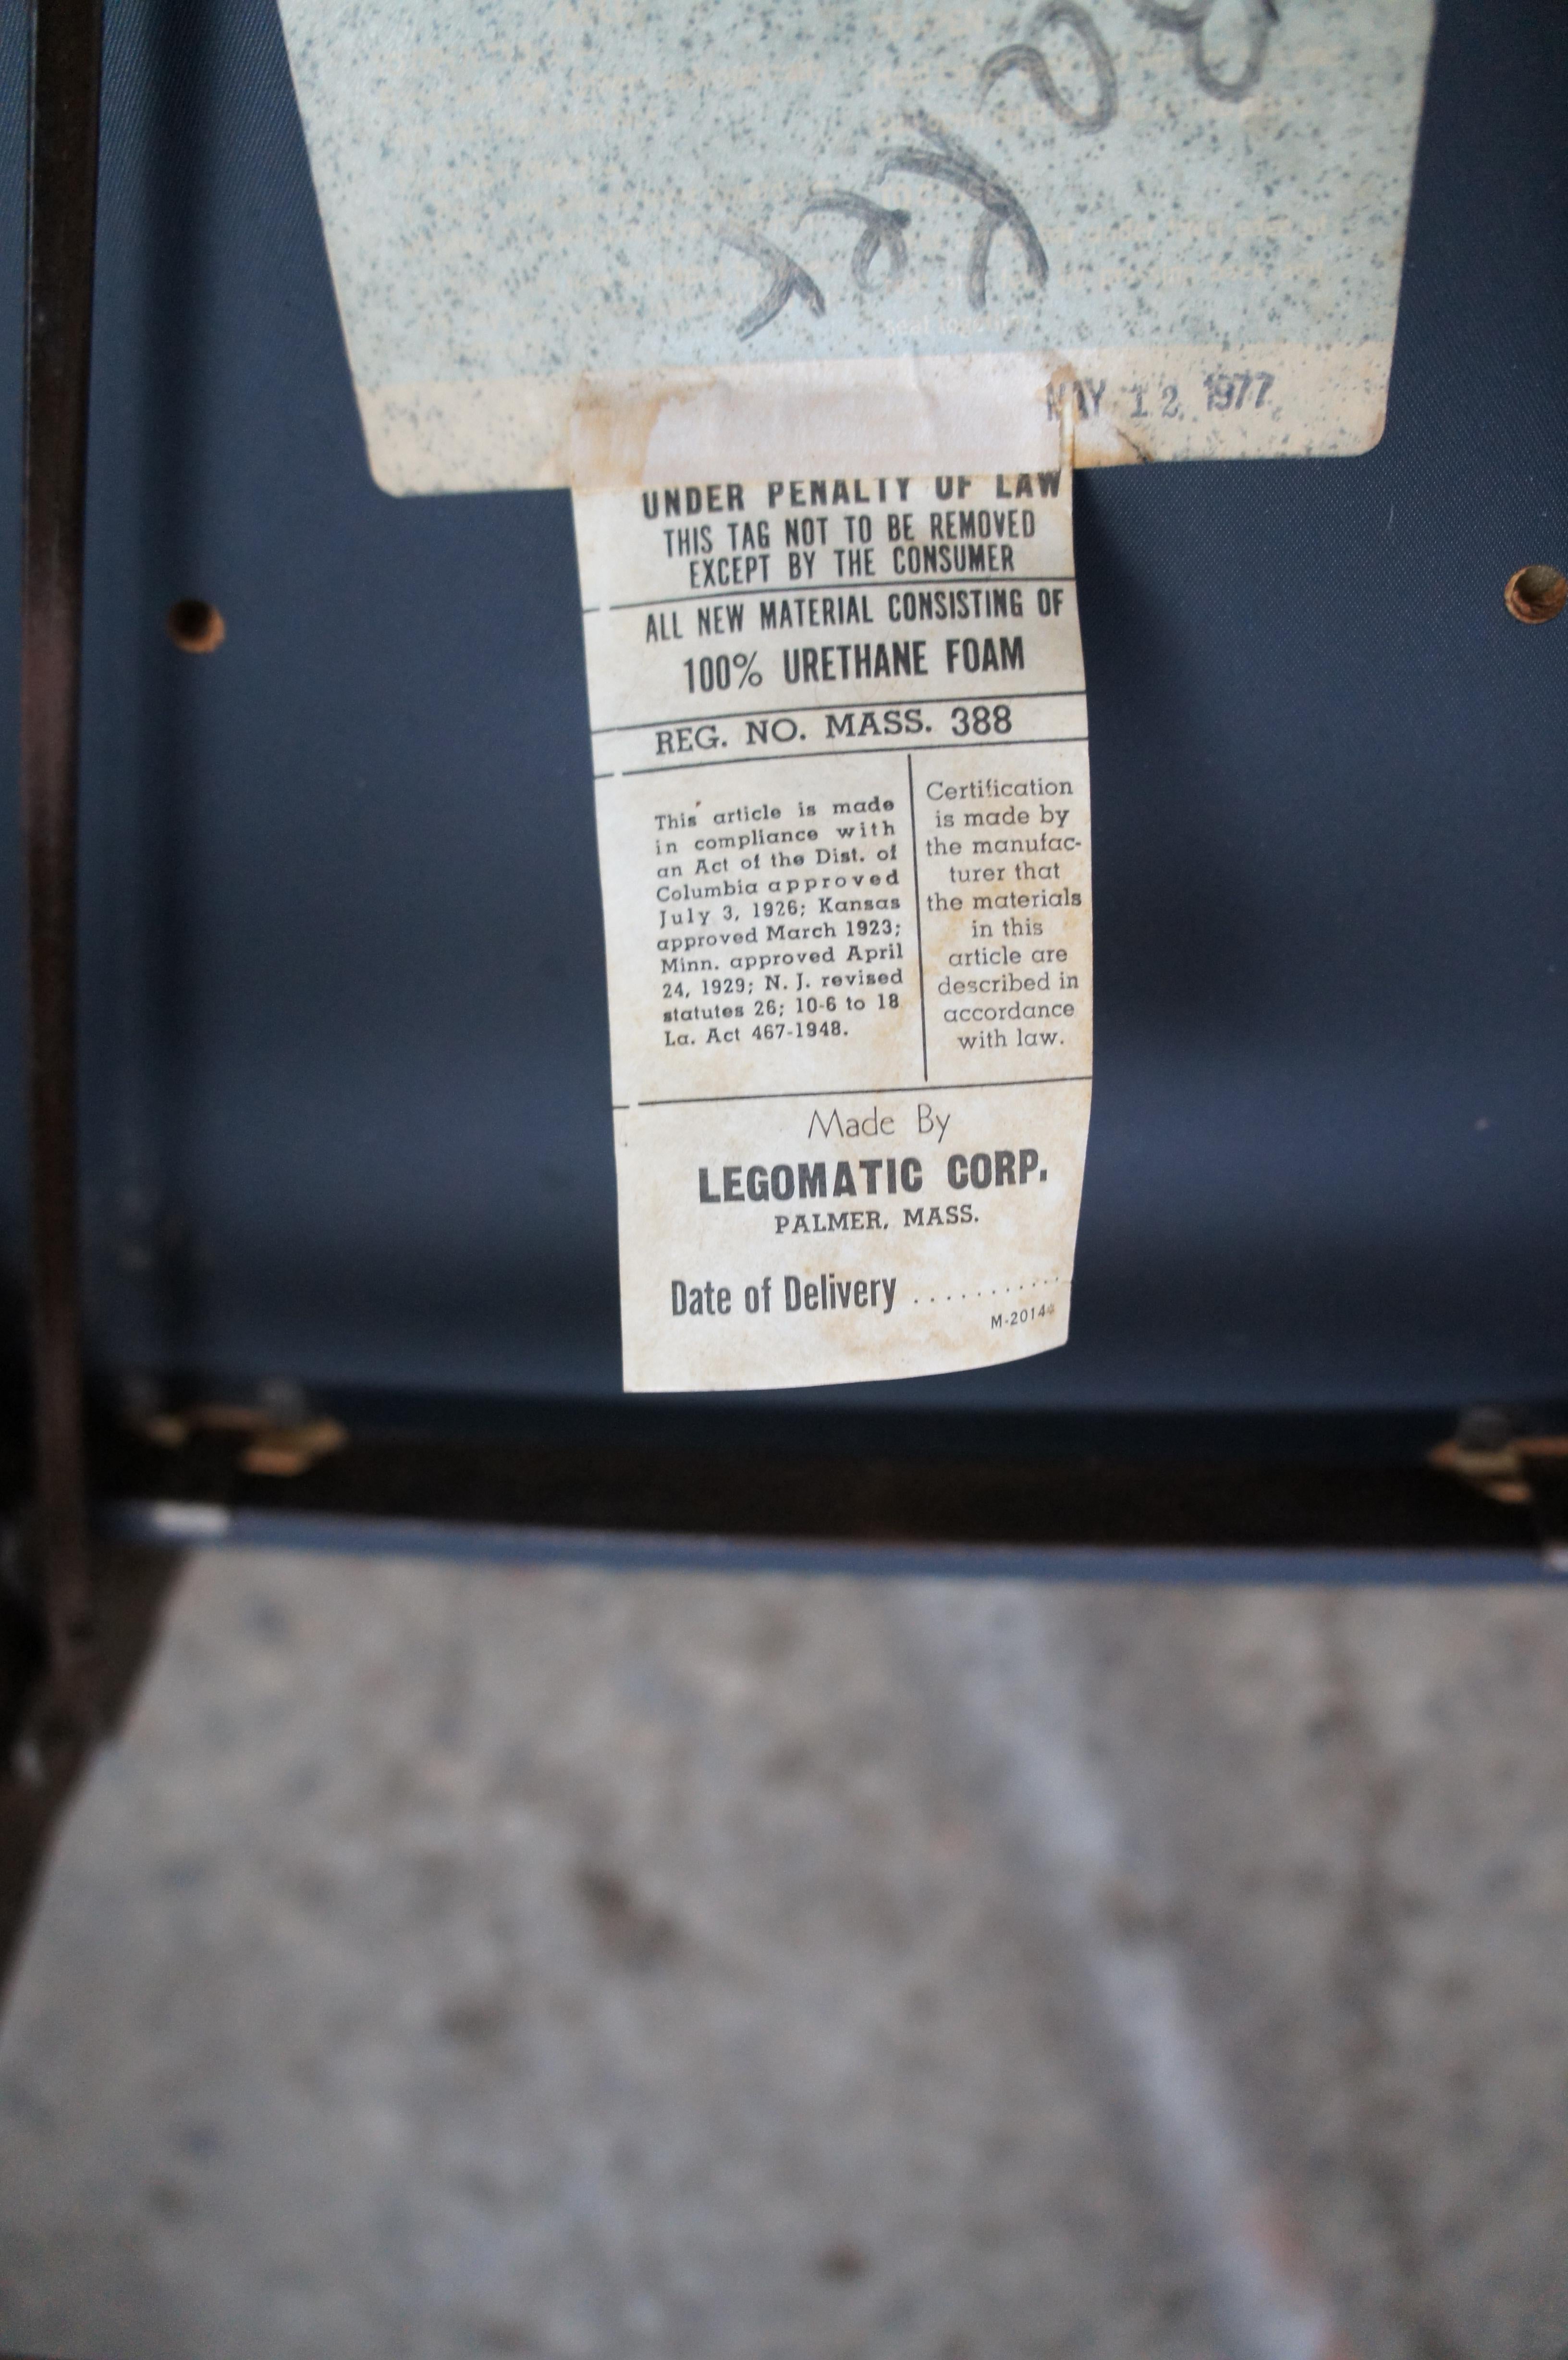 MAY 12 1977
UNDER PENALTY OF LAW
THIS TAG NOT TO BE REMOVED
EXCEPT BY THE CONSUMER
ALL NEW MATERIAL CONSISTING OF
100% URETHANE FOAM
REG. NO. MASS. 388
This article is made
in compliance with
an Act of the Dist. of
Columbia approved
July 3, 1926; Kansas
approved March 1923;
Minn. approved April
24, 1929; N. J. revised
statutes 26; 10-6 to 18
La. Act 467-1948.
Certification
is made by
the manufac-
turer that
the materials
in this
article are
described in
accordance
with law.
Made By
LEGOMATIC CORP.
PALMER, MASS.
Date of Delivery ...........